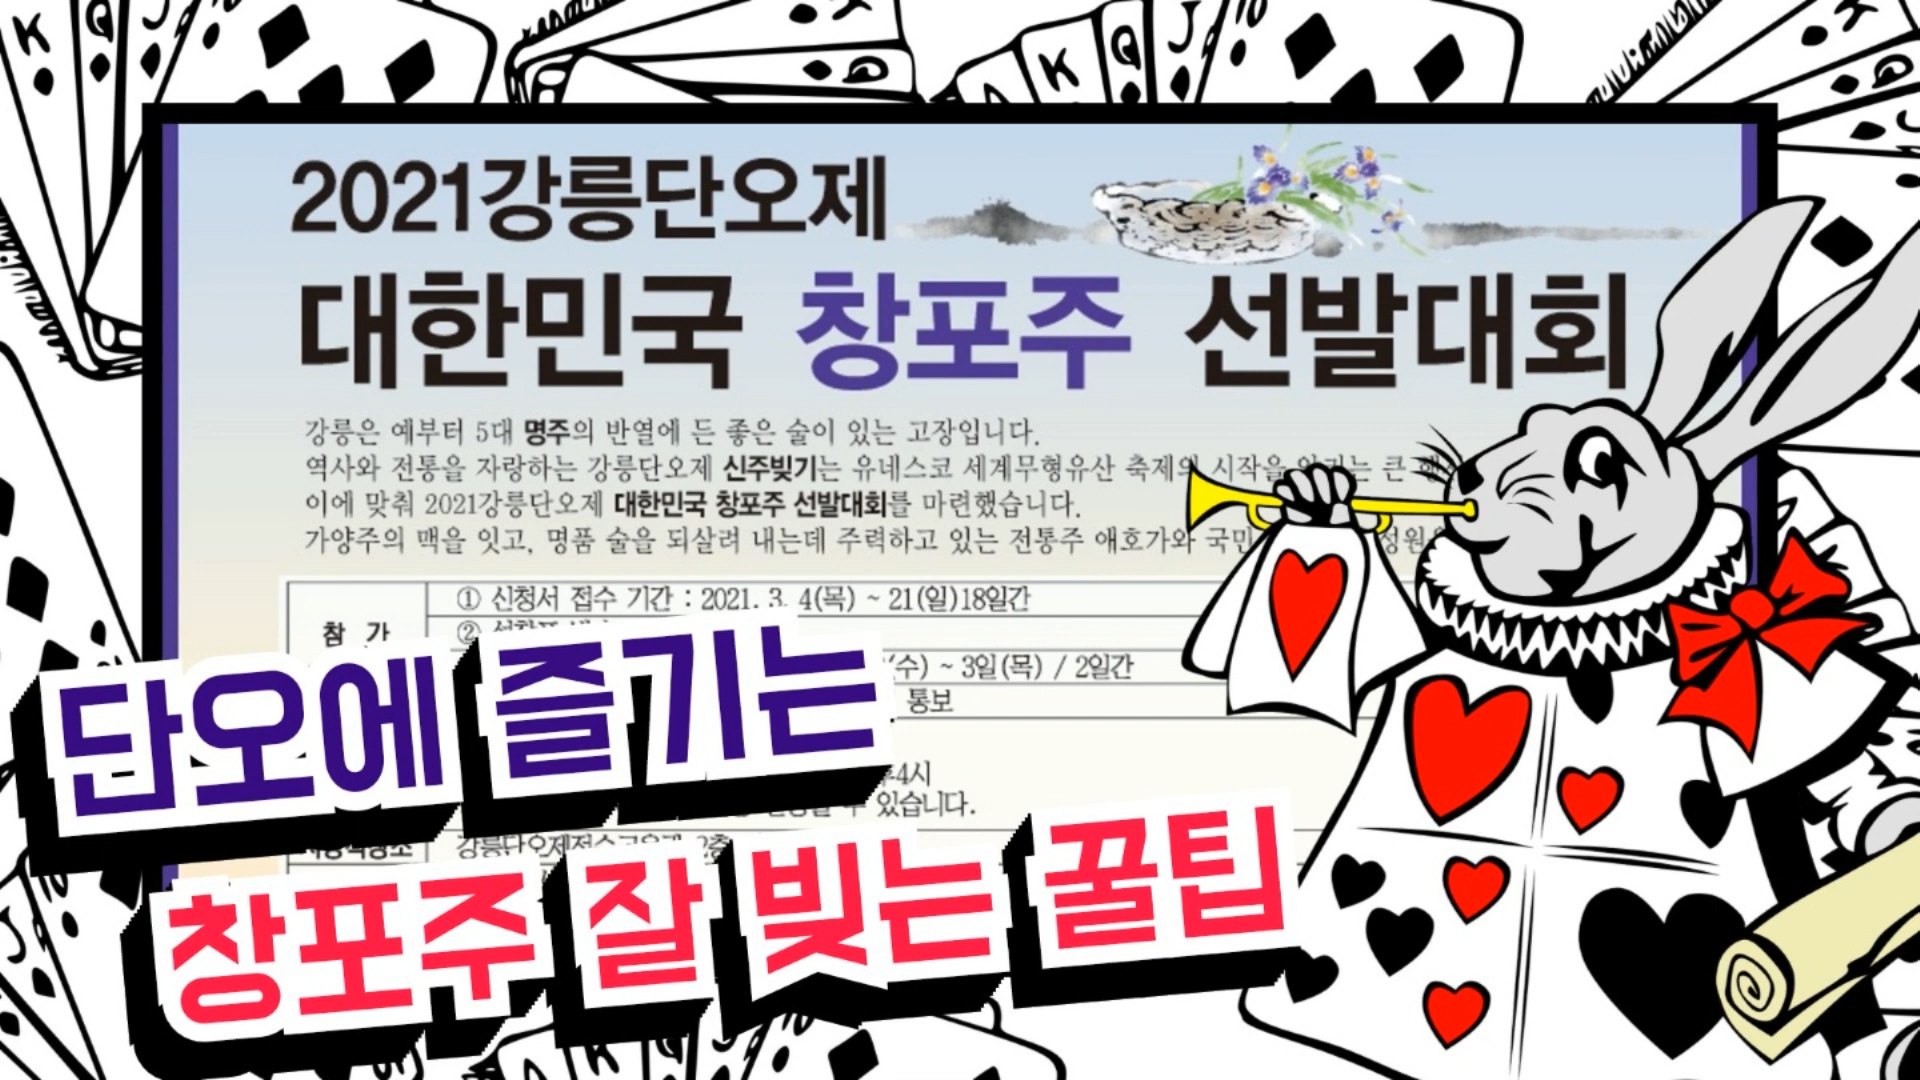 2021강릉단오제
대한민국 창포주 선발대회
강릉은 예부터 5대 명주의 반열에 든 좋은 술이 있는 고장입니다.
역사와 전통을 자랑하는 강릉단오제 신주빚기는 유네스코 세계무형유산 축제의 시작을 알리는 큰
이에 맞춰 2021강릉단오제 대한민국 창포주 선발대회를 마련했습니다.
가양주의 맥을 잇고, 명품 술을 되살려 내는데 주력하고 있는 전통주 애호가와 국민
참 가
① 신청서 접수 기간 : 2021. 3. 4(목) ~ 21(일)18일간
②
(수) ~ 3일(목) / 2일간
통보
4시
있습니다.
단오에 즐기는
창포주 잘 빚는 꿀팁
K
Q
J
K
Q
J